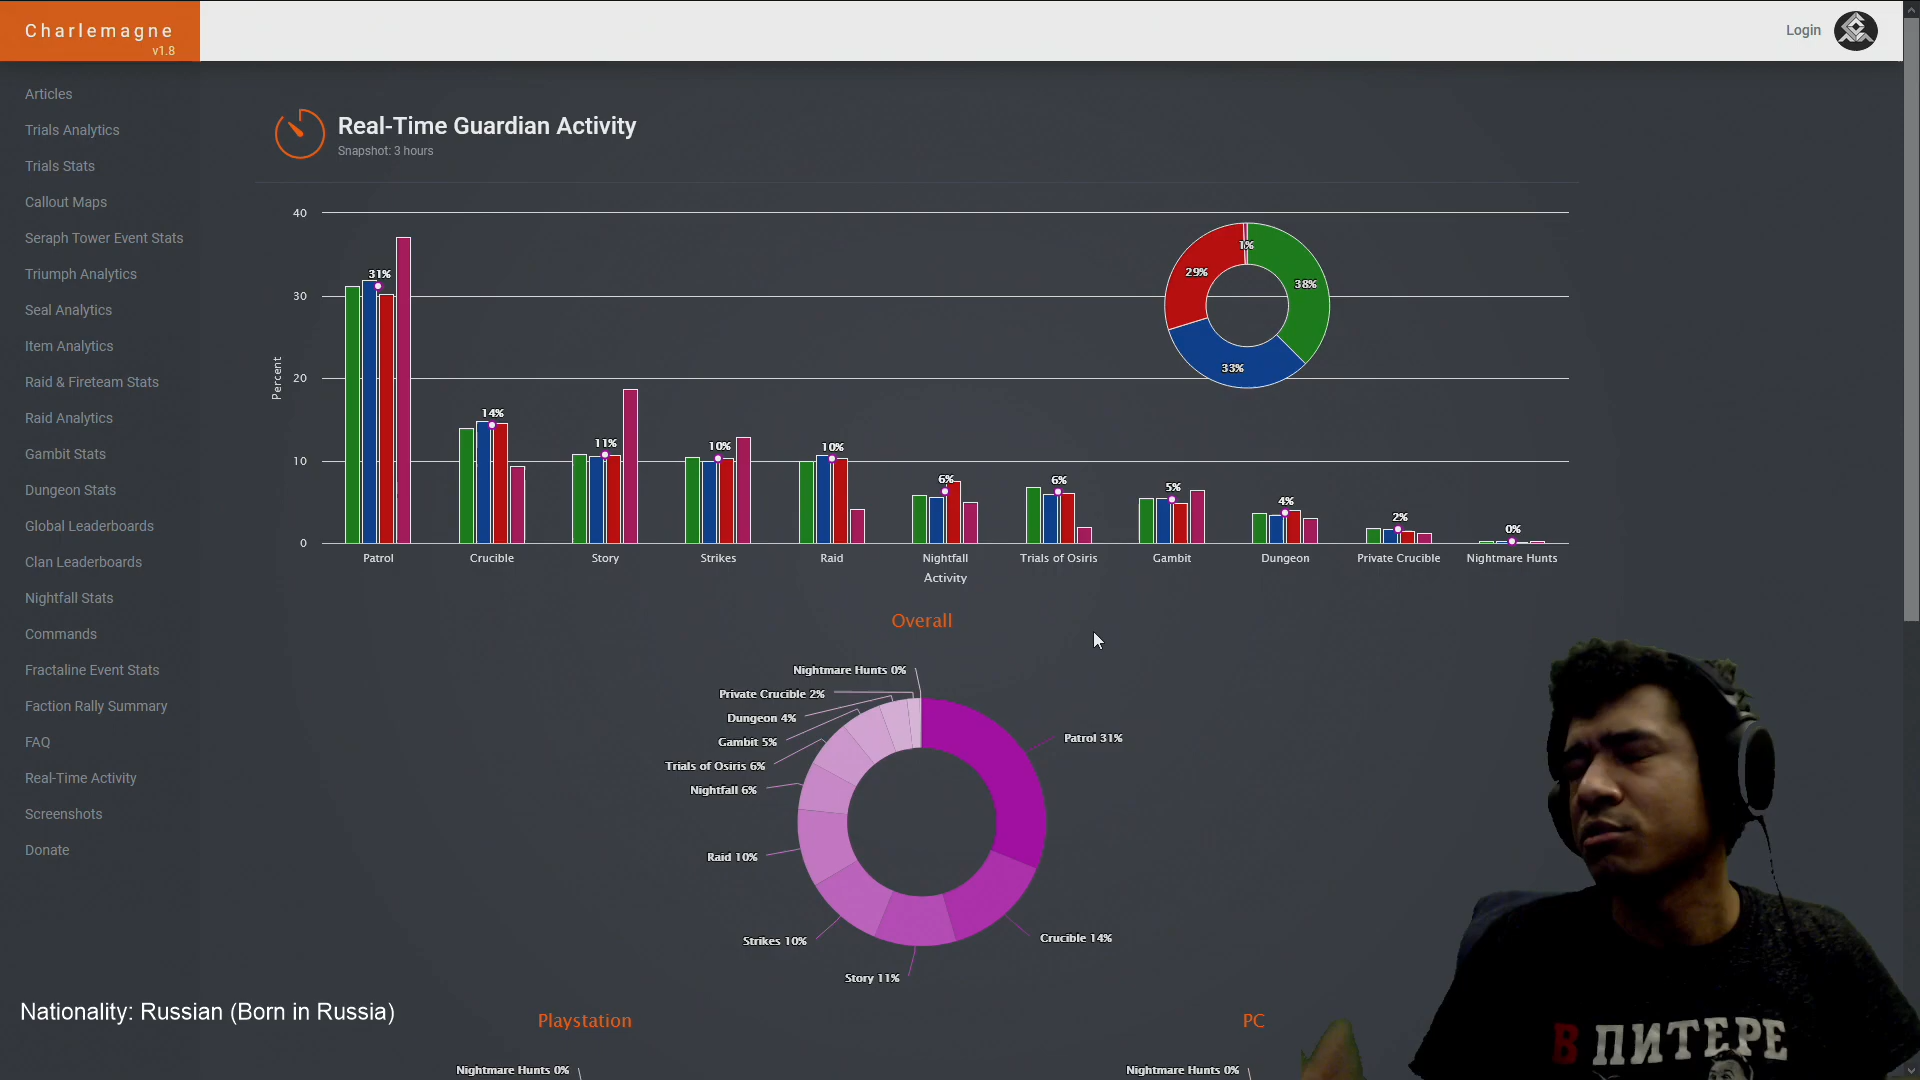 Charlemagne
v1.8
Login
Articles
Trials Analytics
Trials Stats
Callout Maps
Seraph Tower Event Stats
Triumph Analytics
Seal Analytics
Item Analytics
Raid & Fireteam Stats
Raid Analytics
Gambit Stats
Dungeon Stats
Global Leaderboards
Clan Leaderboards
Nightfall Stats
Commands
Fractaline Event Stats
Faction Rally Summary
FAQ
Real-Time Activity
Screenshots
Donate
Real-Time Guardian Activity
Snapshot: 3 hours
Percent
40
30
20
10
0
31%
14%
11%
10%
10%
6%
6%
5%
4%
2%
0%
1%
38%
33%
29%
Patrol
Crucible
Story
Strikes
Raid
Nightfall
Trials of Osiris
Gambit
Dungeon
Private Crucible
Nightmare Hunts
Activity
Overall
Nightmare Hunts 0%
Private Crucible 2%
Dungeon 4%
Gambit 5%
Trials of Osiris 6%
Nightfall 6%
Raid 10%
Strikes 10%
Story 11%
Patrol 31%
Crucible 14%
Playstation
PC
Nightmare Hunts 0%
Nightmare Hunts 0%
Nationality: Russian (Born in Russia)
В ПИТЕРЕ